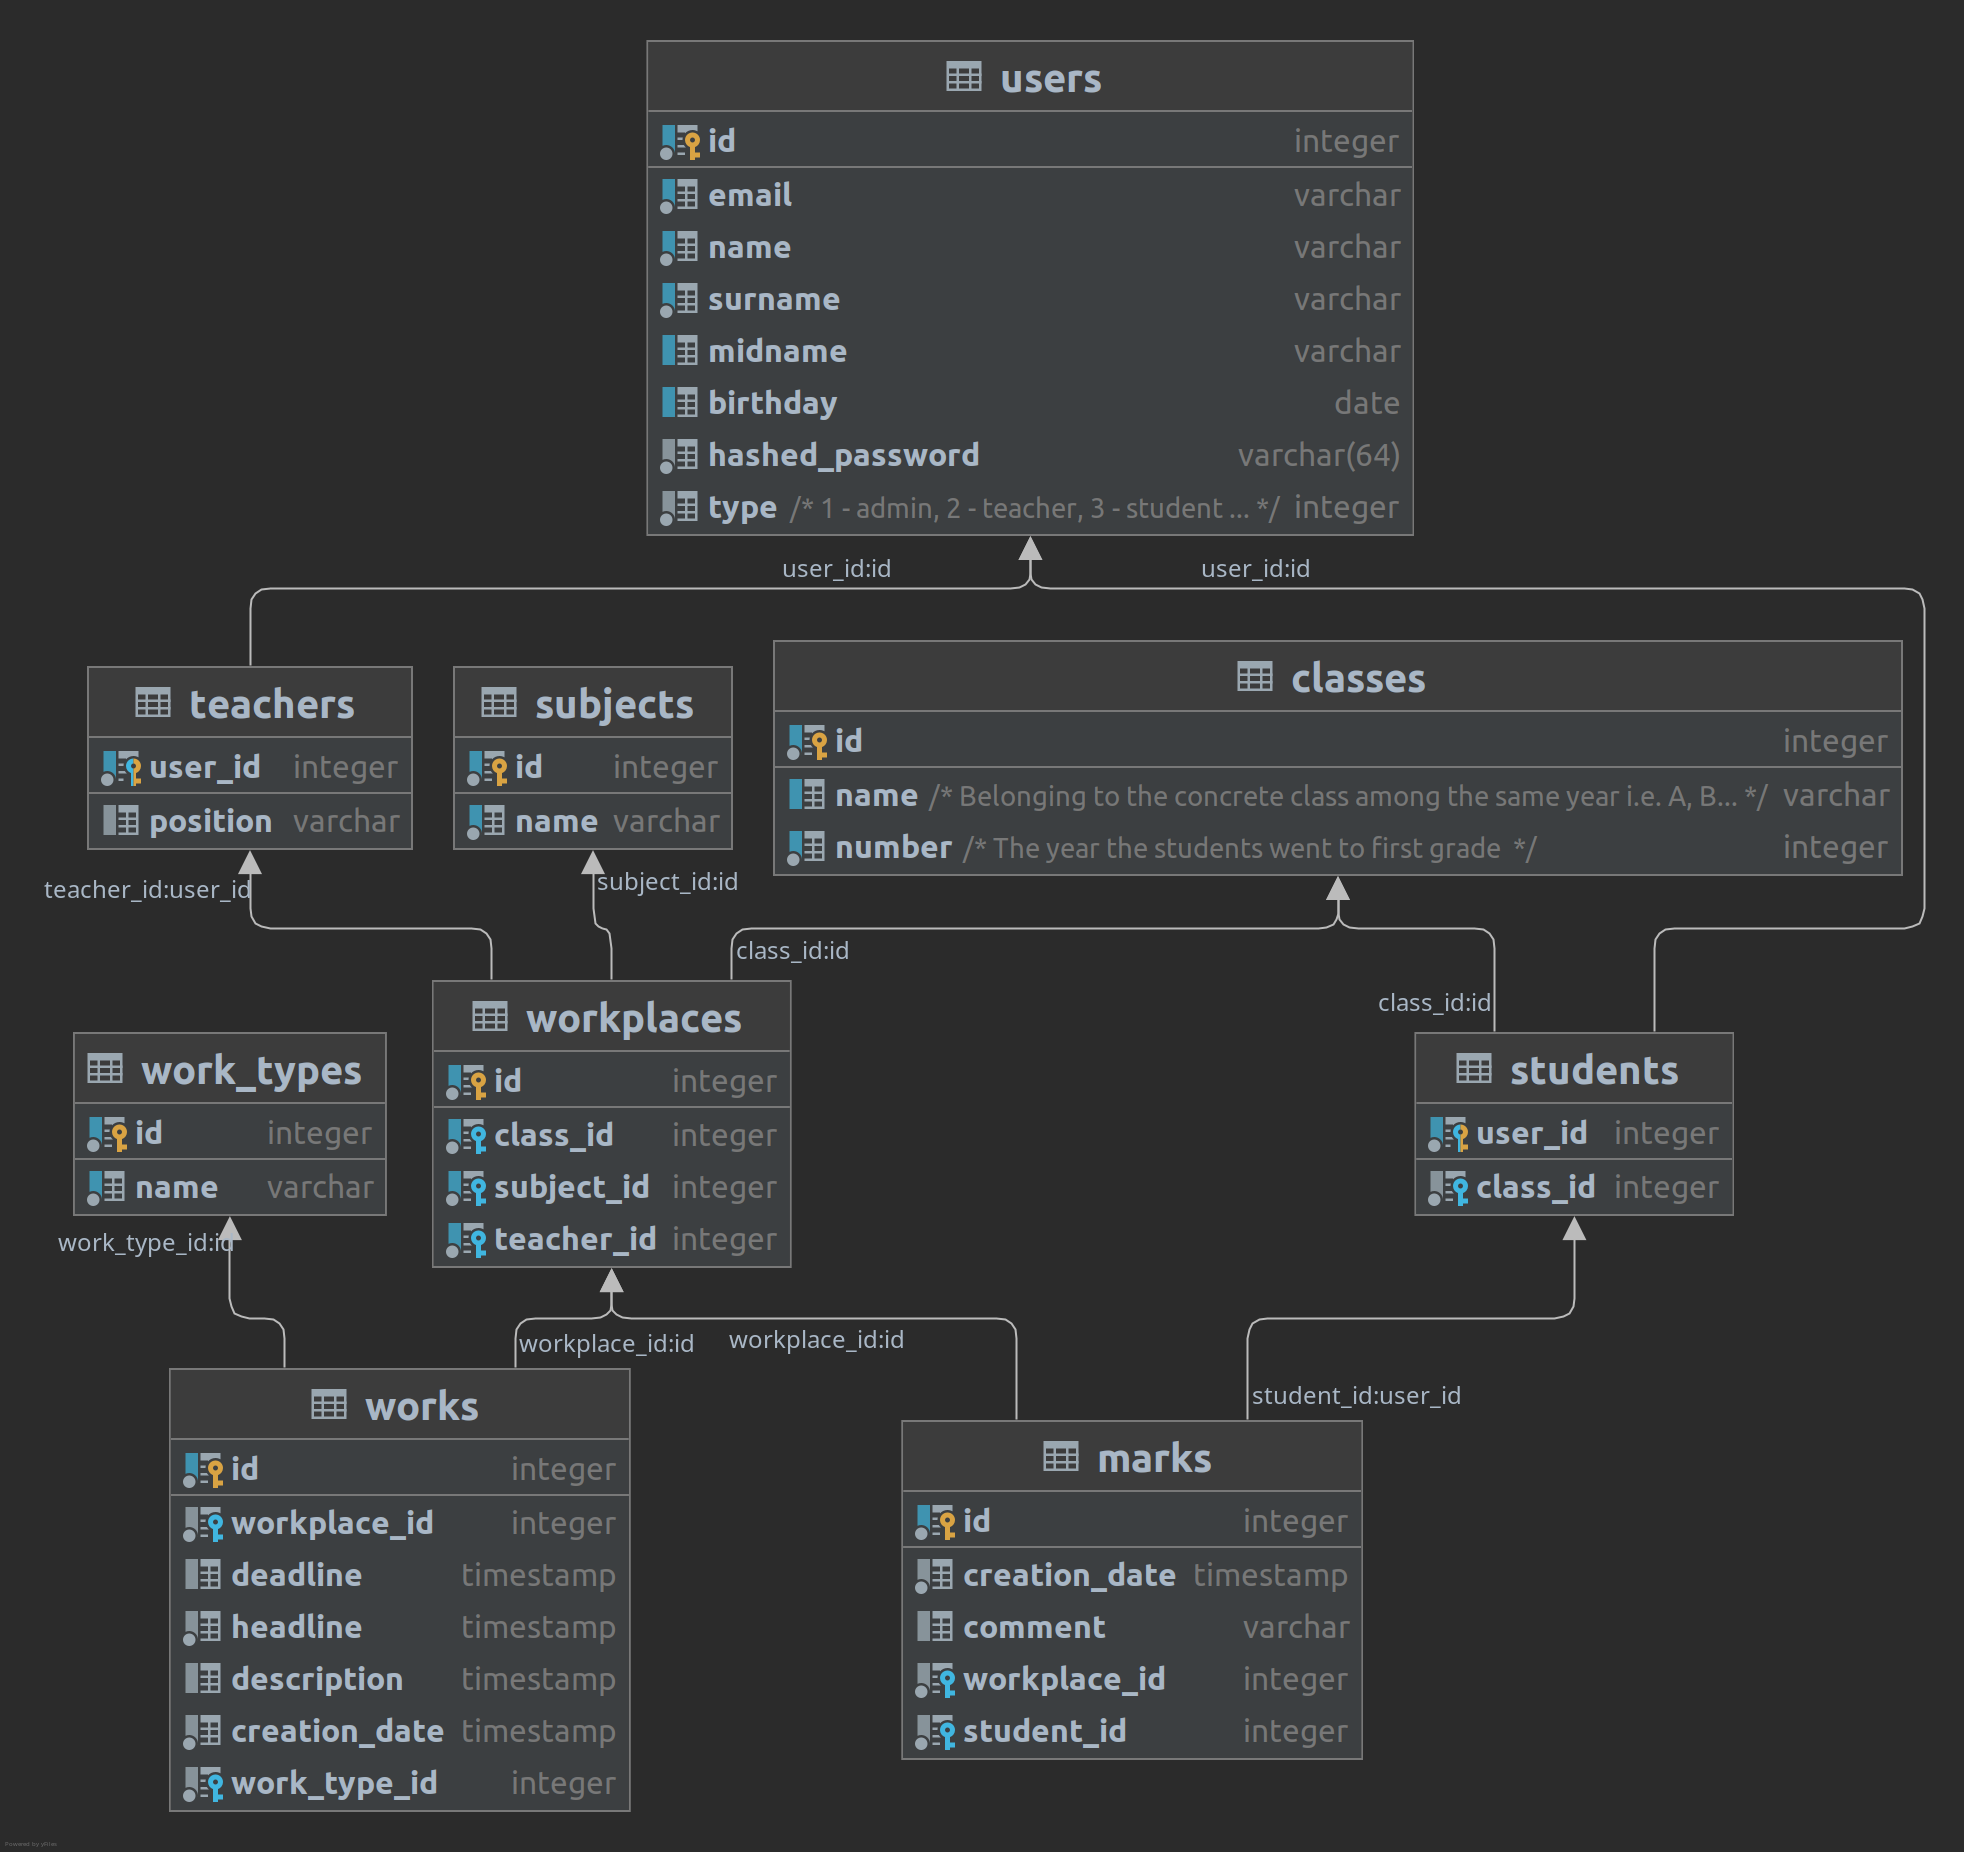 users
id integer
email varchar
name varchar
surname varchar
midname varchar
birthday date
hashed_password varchar(64)
type /* 1 - admin, 2 - teacher, 3 - student ... */ integer
user_id:id
user_id:id
teachers
user_id integer
position varchar
subjects
id integer
name varchar
classes
id integer
name /* Belonging to the concrete class among the same year i.e. A, B... */ varchar
number /* The year the students went to first grade */ integer
teacher_id:user_id
subject_id:id
class_id:id
class_id:id
work_types
id integer
name varchar
workplaces
id integer
class_id integer
subject_id integer
teacher_id integer
students
user_id integer
class_id integer
work_type_id:id
workplace_id:id
workplace_id:id
student_id:user_id
works
id integer
workplace_id integer
deadline timestamp
headline timestamp
description timestamp
creation_date timestamp
work_type_id integer
marks
id integer
creation_date timestamp
comment varchar
workplace_id integer
student_id integer
Powered by yFiles